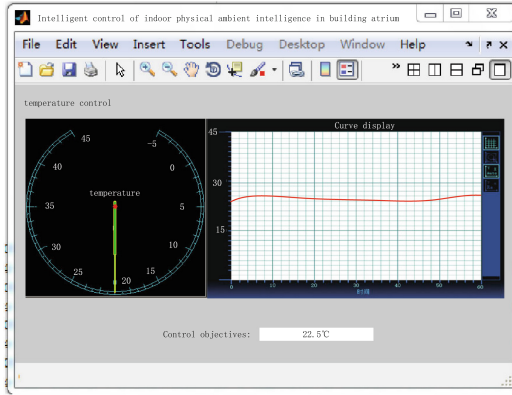 Intelligent control of indoor physical ambient intelligence in building atrium
File Edit View Insert Tools Debug Desktop Window Help
temperature control
Curve display
45
-5
40
0
temperature
35
5
30
10
25
15
20
45
30
15
0 10 20 30 40 50 60
时间
Control objectives: 22.5℃